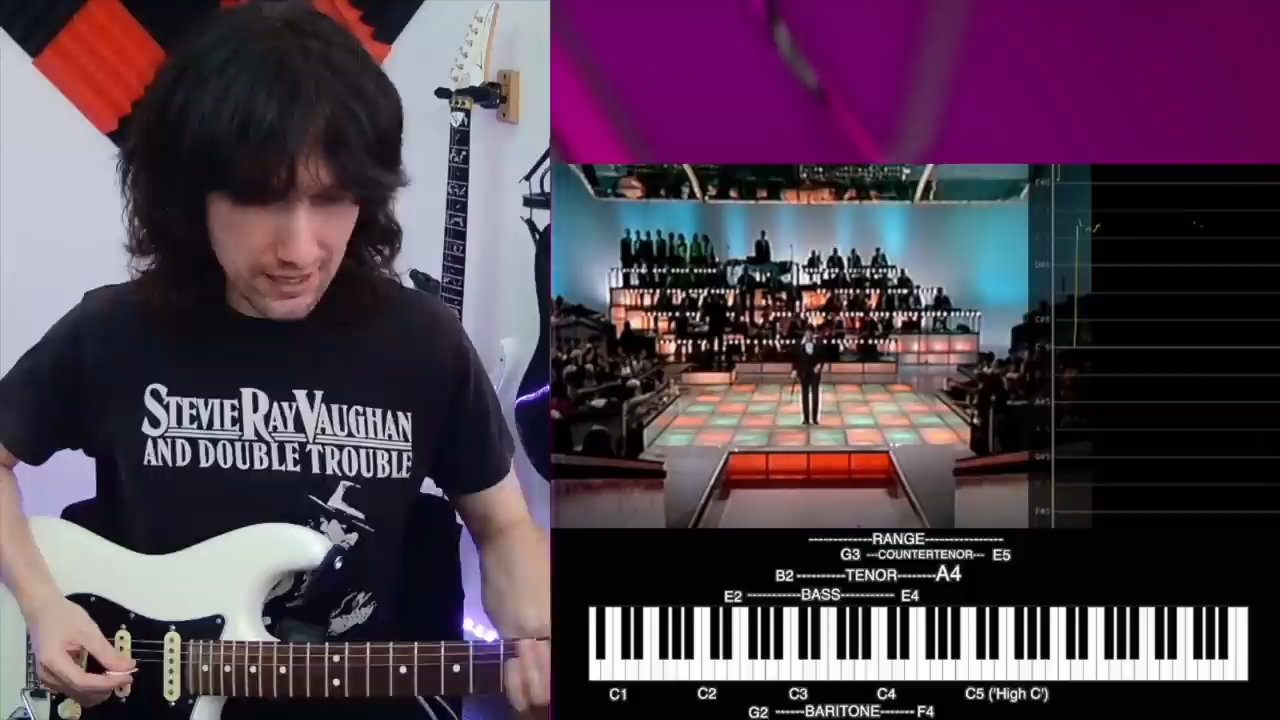 STEVIE RAY VAUGHAN
AND DOUBLE TROUBLE
-------------RANGE----------------
G3 ---COUNTERTENOR--- E5
B2----------TENOR--------A4
E2 -----------BASS----------- E4
C1 C2 C3 C4 C5 ('High C')
G2 ------BARITONE------- F4